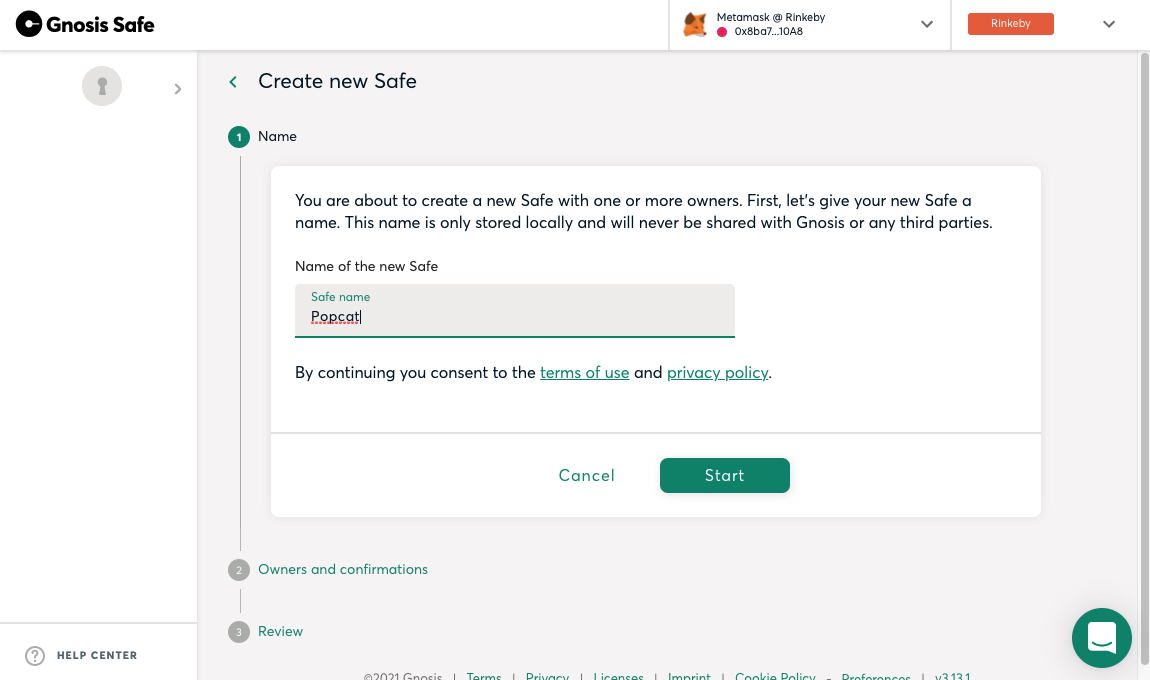 Gnosis Safe
Metamask @ Rinkeby
0x8ba7...10A8
Rinkeby
Create new Safe
1 Name
You are about to create a new Safe with one or more owners. First, let's give your new Safe a
name. This name is only stored locally and will never be shared with Gnosis or any third parties.
Name of the new Safe
Safe name
Popcat
By continuing you consent to the terms of use and privacy policy.
Cancel
Start
2 Owners and confirmations
3 Review
? HELP CENTER
©2021 Gnosis | Terms | Privacy | Licenses | Imprint | Cookie Policy - Preferences | v3.13.1